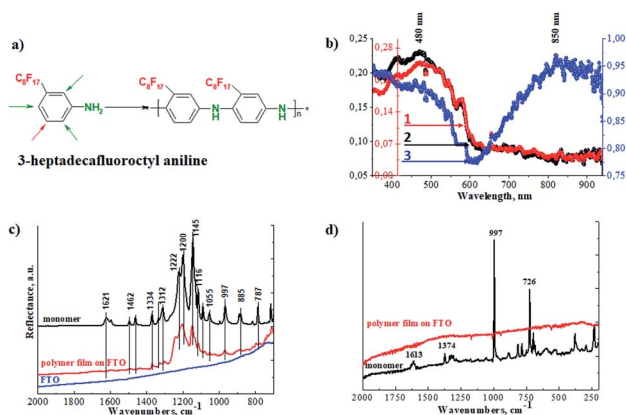 a)
C₈F₁₇
NH₂
C₈F₁₇ C₈F₁₇
N
H
N
H
n
*
3-heptadecafluoroctyl aniline
b)
480 nm
850 nm
0,25
0,20
0,15
0,10
0,05
0,28
0,21
0,14
0,07
0,00
1,00
0,95
0,90
0,85
0,80
0,75
1
2
3
400 500 600 700 800 900
Wavelength, nm
c)
Reflectance, a.u.
1621
1462
1334
1312
1222
1200
1145
1116
1055
997
885
787
monomer
polymer film on FTO
FTO
2000 1800 1600 1400 1200 1000 800
Wavenumbers, cm⁻¹
d)
997
726
polymer film on FTO
monomer
1613
1374
2000 1750 1500 1250 1000 750 500 250
Wavenumbers, cm⁻¹